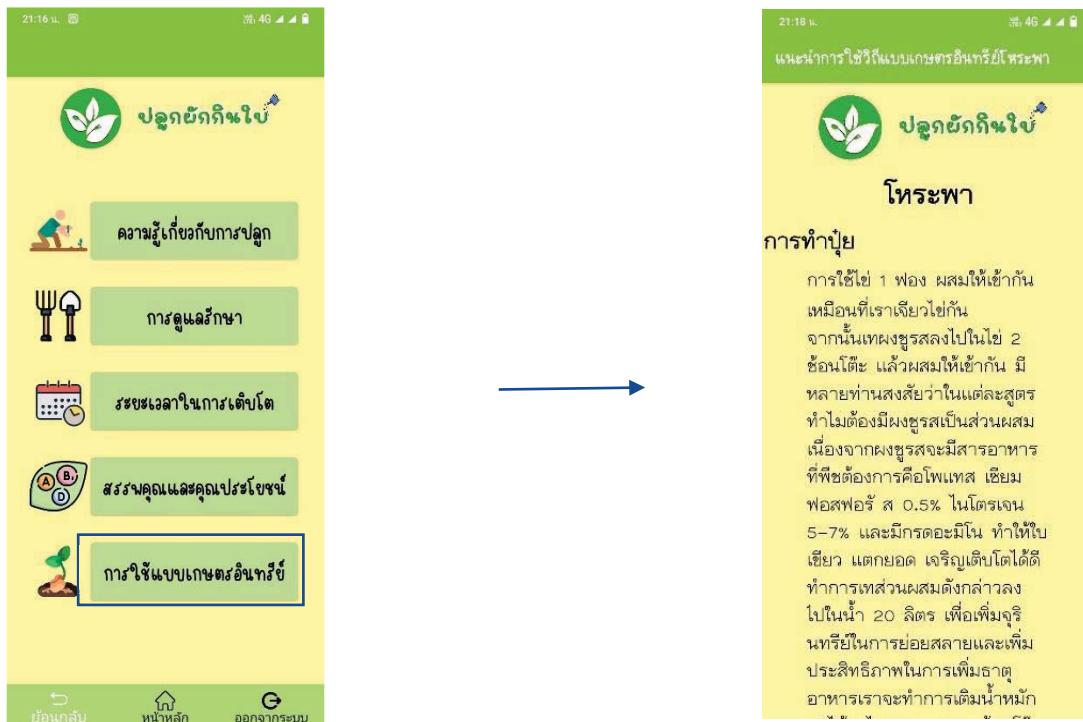 21:16 น. 4G
ปลูกผักกินใบ
ความรู้เกี่ยวกับการปลูก
การดูแลรักษา
ระยะเวลาในการเติบโต
A B₁ D
สรรพคุณและคุณประโยชน์
การใช้แบบเกษตรอินทรีย์
ย้อนกลับ หน้าหลัก ออกจากระบบ
21:18 น. 4G
แนะนำการใช้วิถีแบบเกษตรอินทรีย์โหระพา
ปลูกผักกินใบ
โหระพา
การทำปุ๋ย
การใช้ไข่ 1 ฟอง ผสมให้เข้ากัน
เหมือนที่เราเจียวไข่กัน
จากนั้นเทผงชูรสลงไปในไข่ 2
ช้อนโต๊ะ แล้วผสมให้เข้ากัน มี
หลายท่านสงสัยว่าในแต่ละสูตร
ทำไมต้องมีผงชูรสเป็นส่วนผสม
เนื่องจากผงชูรสจะมีสารอาหาร
ที่พืชต้องการคือโพแทส เซียม
ฟอสฟอรั ส 0.5% ไนโตรเจน
5-7% และมีกรดอะมิโน ทำให้ใบ
เขียว แตกยอด เจริญเติบโตได้ดี
ทำการเทส่วนผสมดังกล่าวลง
ไปในน้ำ 20 ลิตร เพื่อเพิ่มจุริ
นทรีย์ในการย่อยสลายและเพิ่ม
ประสิทธิภาพในการเพิ่มธาตุ
อาหารเราจะทำการเติมน้ำหมัก